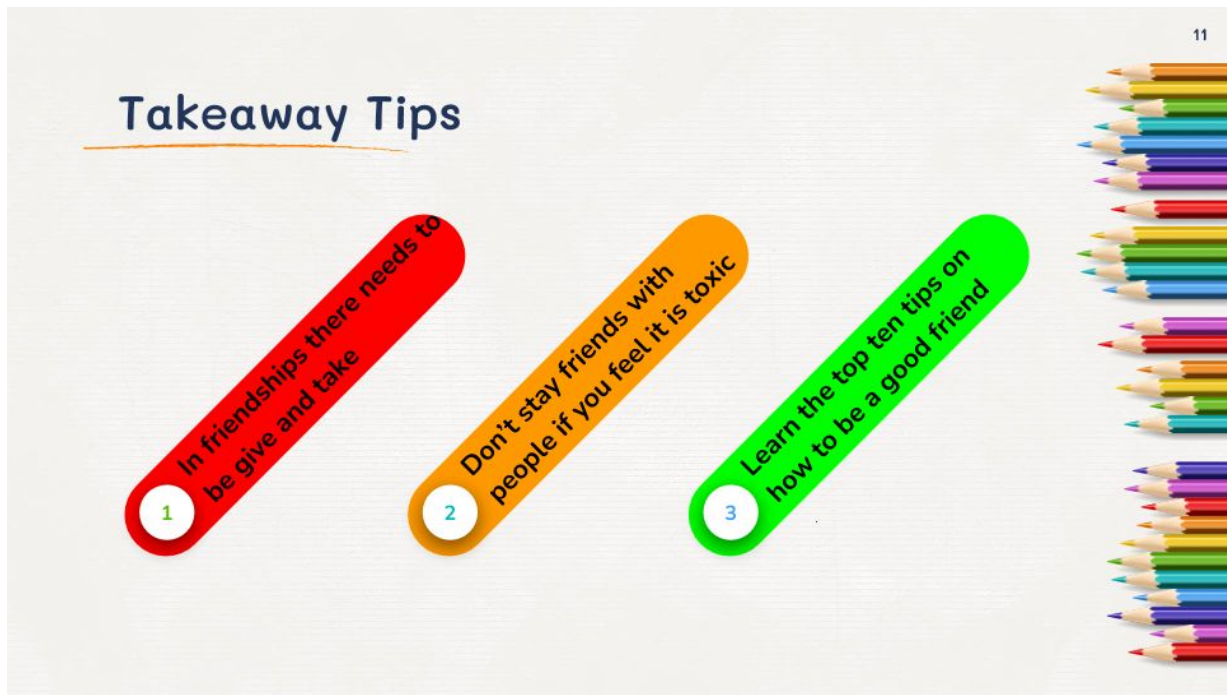 11
Takeaway Tips
In friendships there needs to
be give and take
1
Don't stay friends with
people if you feel it is toxic
2
Learn the top ten tips on
how to be a good friend
3